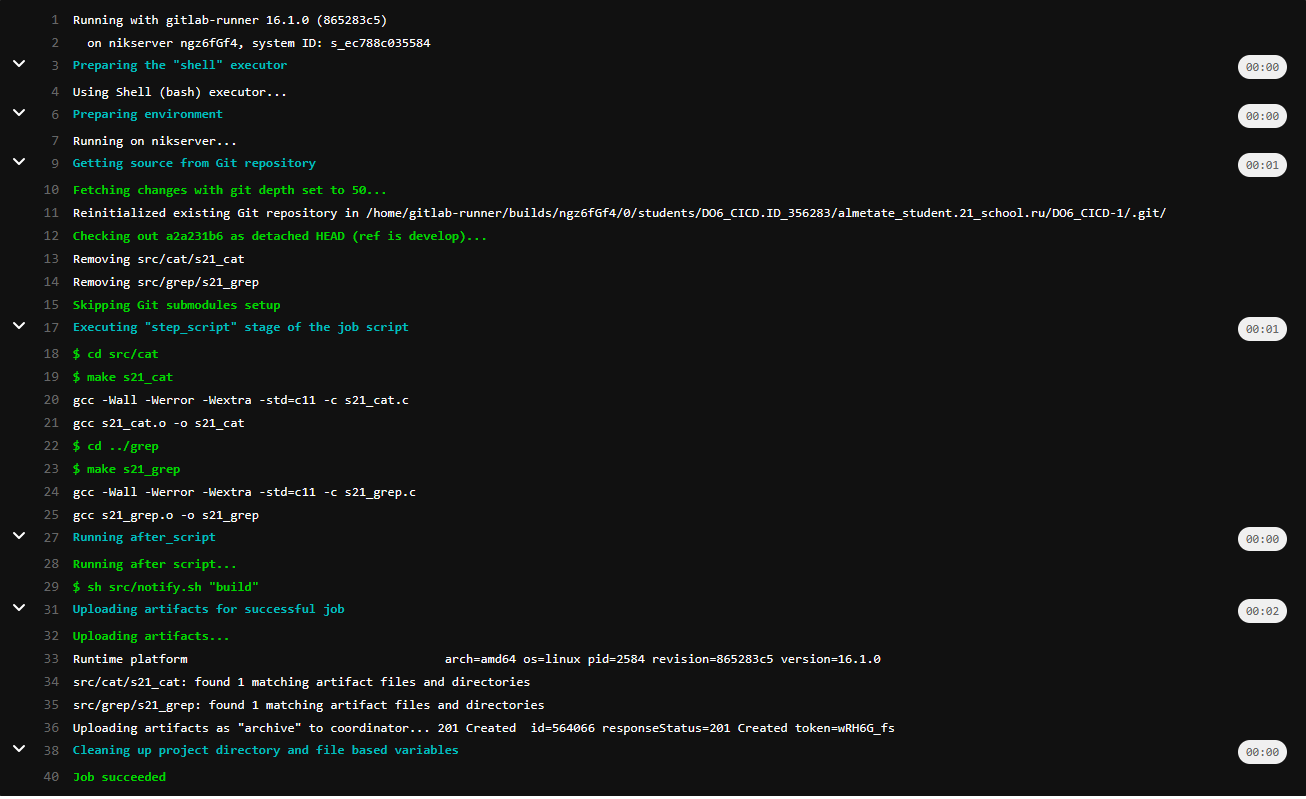 1 Running with gitlab-runner 16.1.0 (865283c5)
2 on nikserver ngz6fGf4, system ID: s_ec788c035584
3 Preparing the "shell" executor 00:00
4 Using Shell (bash) executor...
6 Preparing environment 00:00
7 Running on nikserver...
9 Getting source from Git repository 00:01
10 Fetching changes with git depth set to 50...
11 Reinitialized existing Git repository in /home/gitlab-runner/builds/ngz6fGf4/0/students/DO6_CICD.ID_356283/almetate_student.21_school.ru/DO6_CICD-1/.git/
12 Checking out a2a231b6 as detached HEAD (ref is develop)...
13 Removing src/cat/s21_cat
14 Removing src/grep/s21_grep
15 Skipping Git submodules setup
17 Executing "step_script" stage of the job script 00:01
18 $ cd src/cat
19 $ make s21_cat
20 gcc -Wall -Werror -Wextra -std=c11 -c s21_cat.c
21 gcc s21_cat.o -o s21_cat
22 $ cd ../grep
23 $ make s21_grep
24 gcc -Wall -Werror -Wextra -std=c11 -c s21_grep.c
25 gcc s21_grep.o -o s21_grep
27 Running after_script 00:00
28 Running after script...
29 $ sh src/notify.sh "build"
31 Uploading artifacts for successful job 00:02
32 Uploading artifacts...
33 Runtime platform arch=amd64 os=linux pid=2584 revision=865283c5 version=16.1.0
34 src/cat/s21_cat: found 1 matching artifact files and directories
35 src/grep/s21_grep: found 1 matching artifact files and directories
36 Uploading artifacts as "archive" to coordinator... 201 Created id=564066 responseStatus=201 Created token=wRH6G_fs
38 Cleaning up project directory and file based variables 00:00
40 Job succeeded